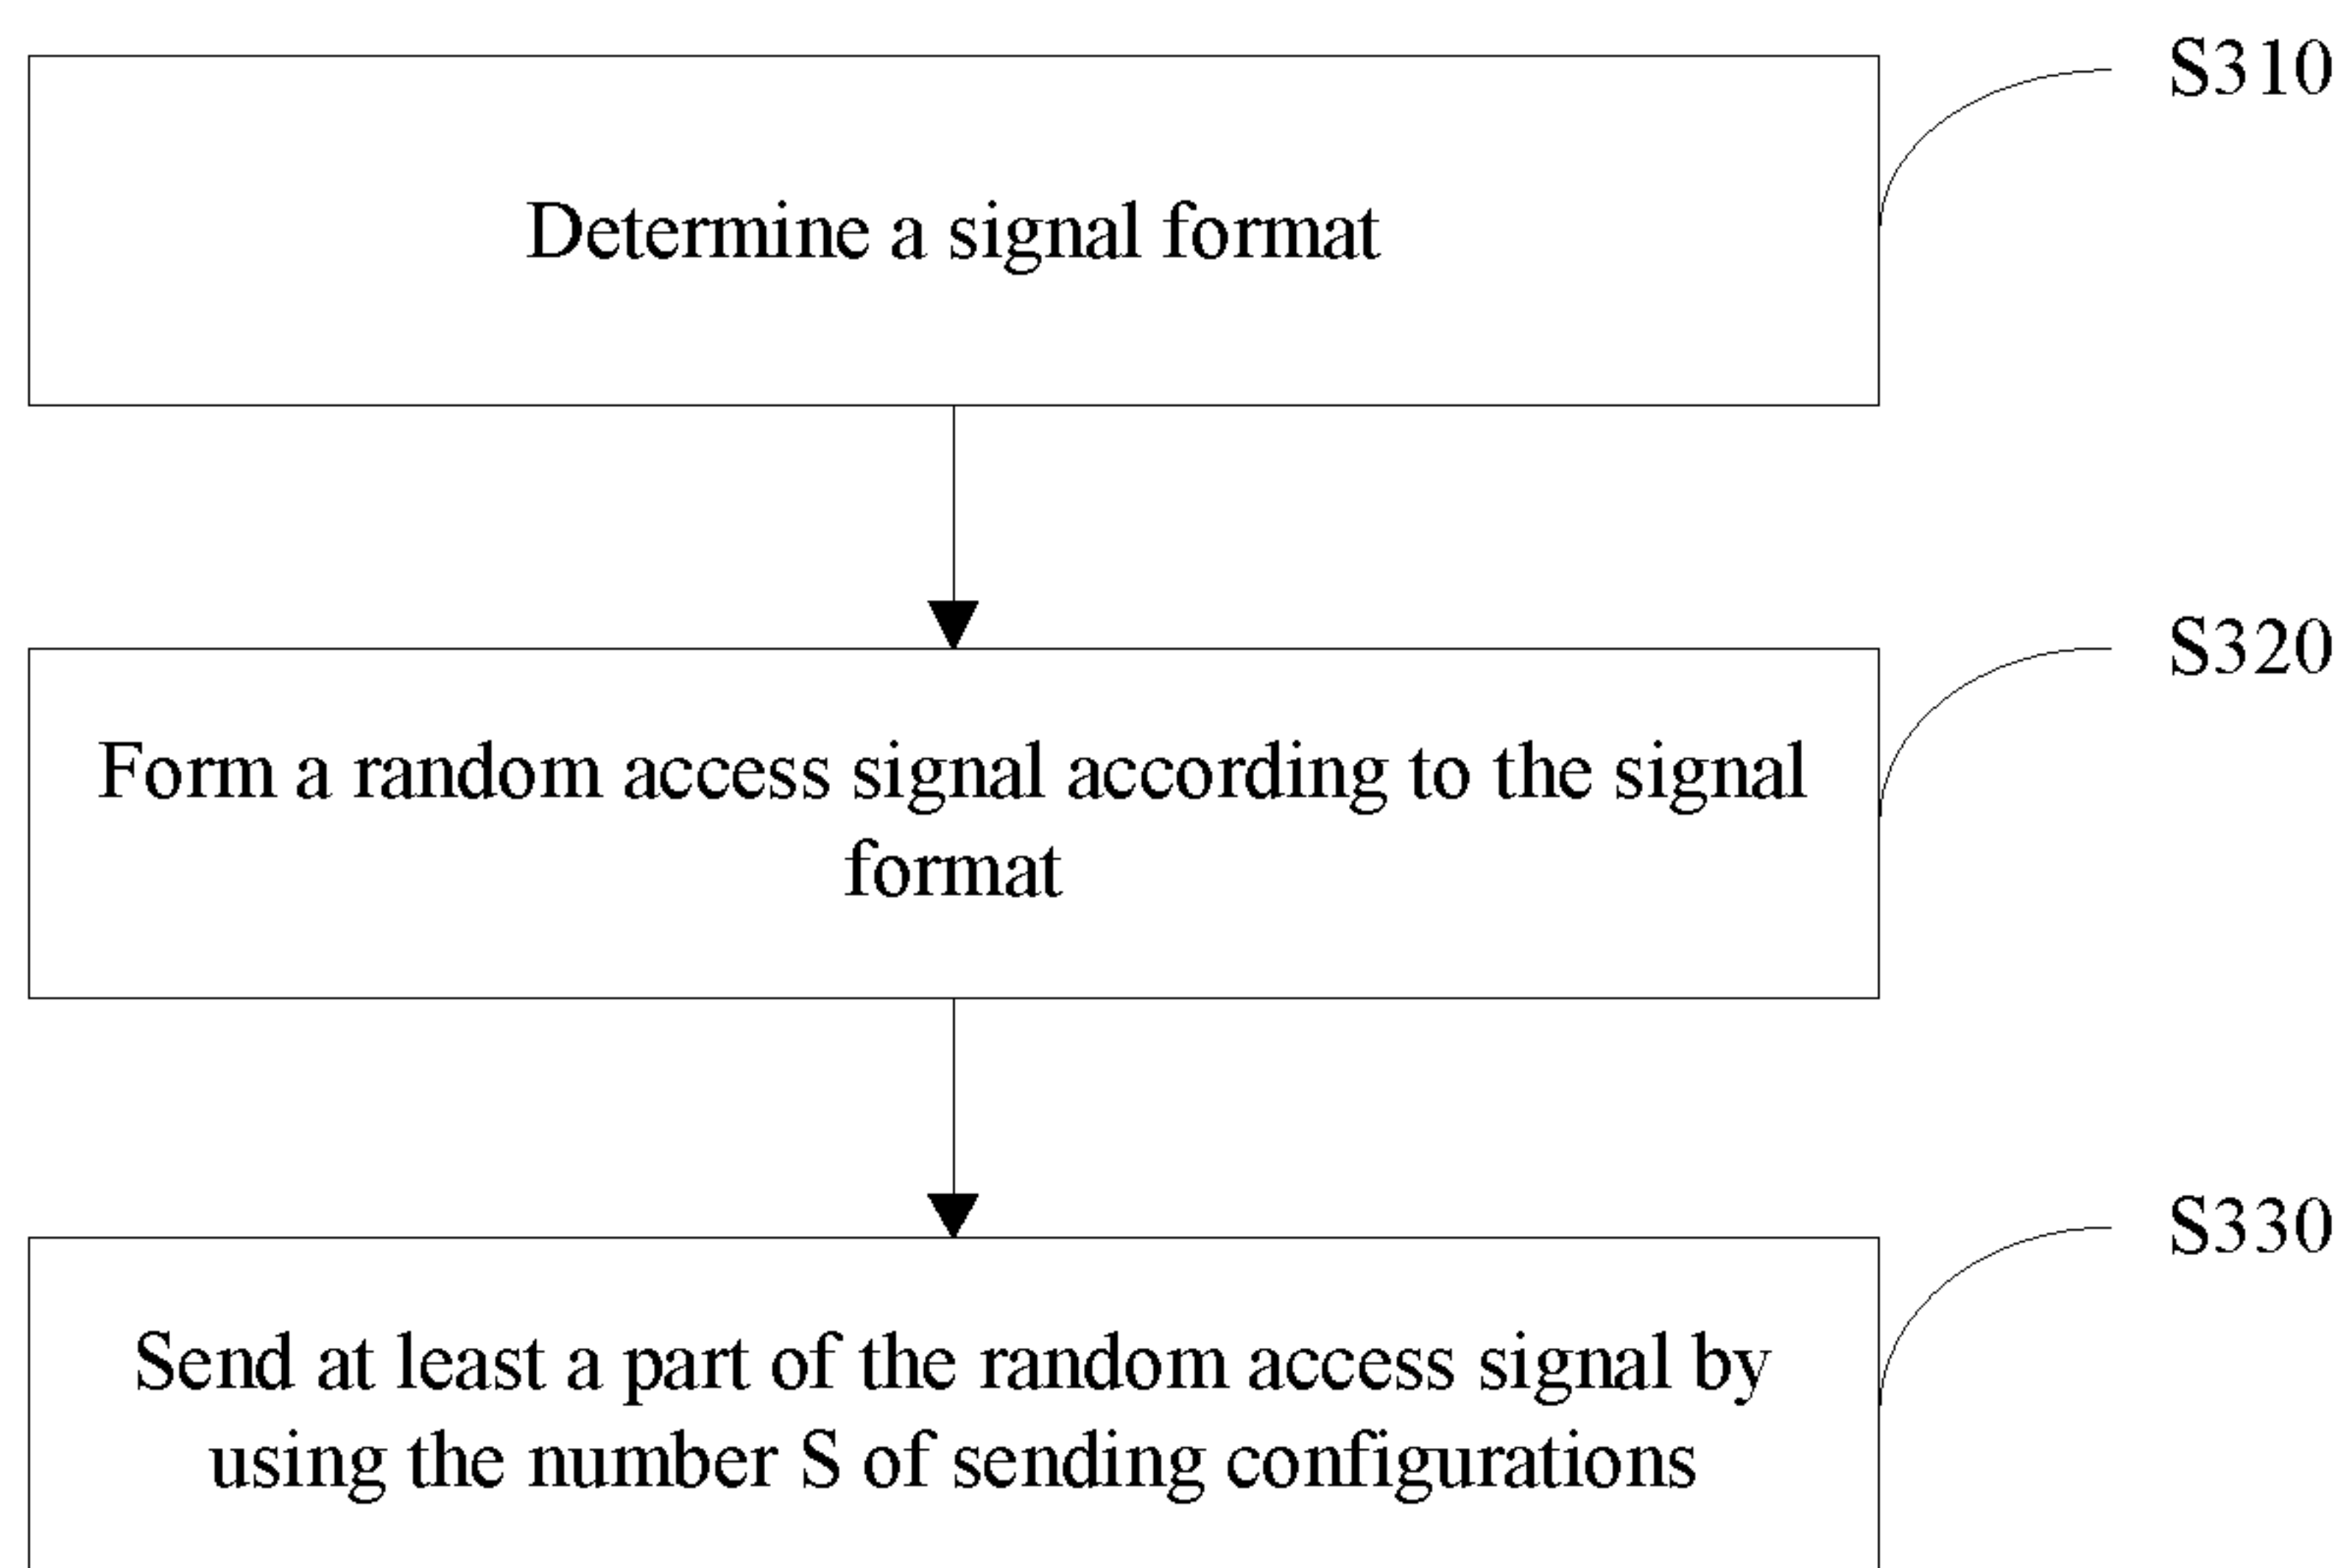 S310
Determine a signal format
S320
Form a random access signal according to the signal
format
S330
Send at least a part of the random access signal by
using the number S of sending configurations